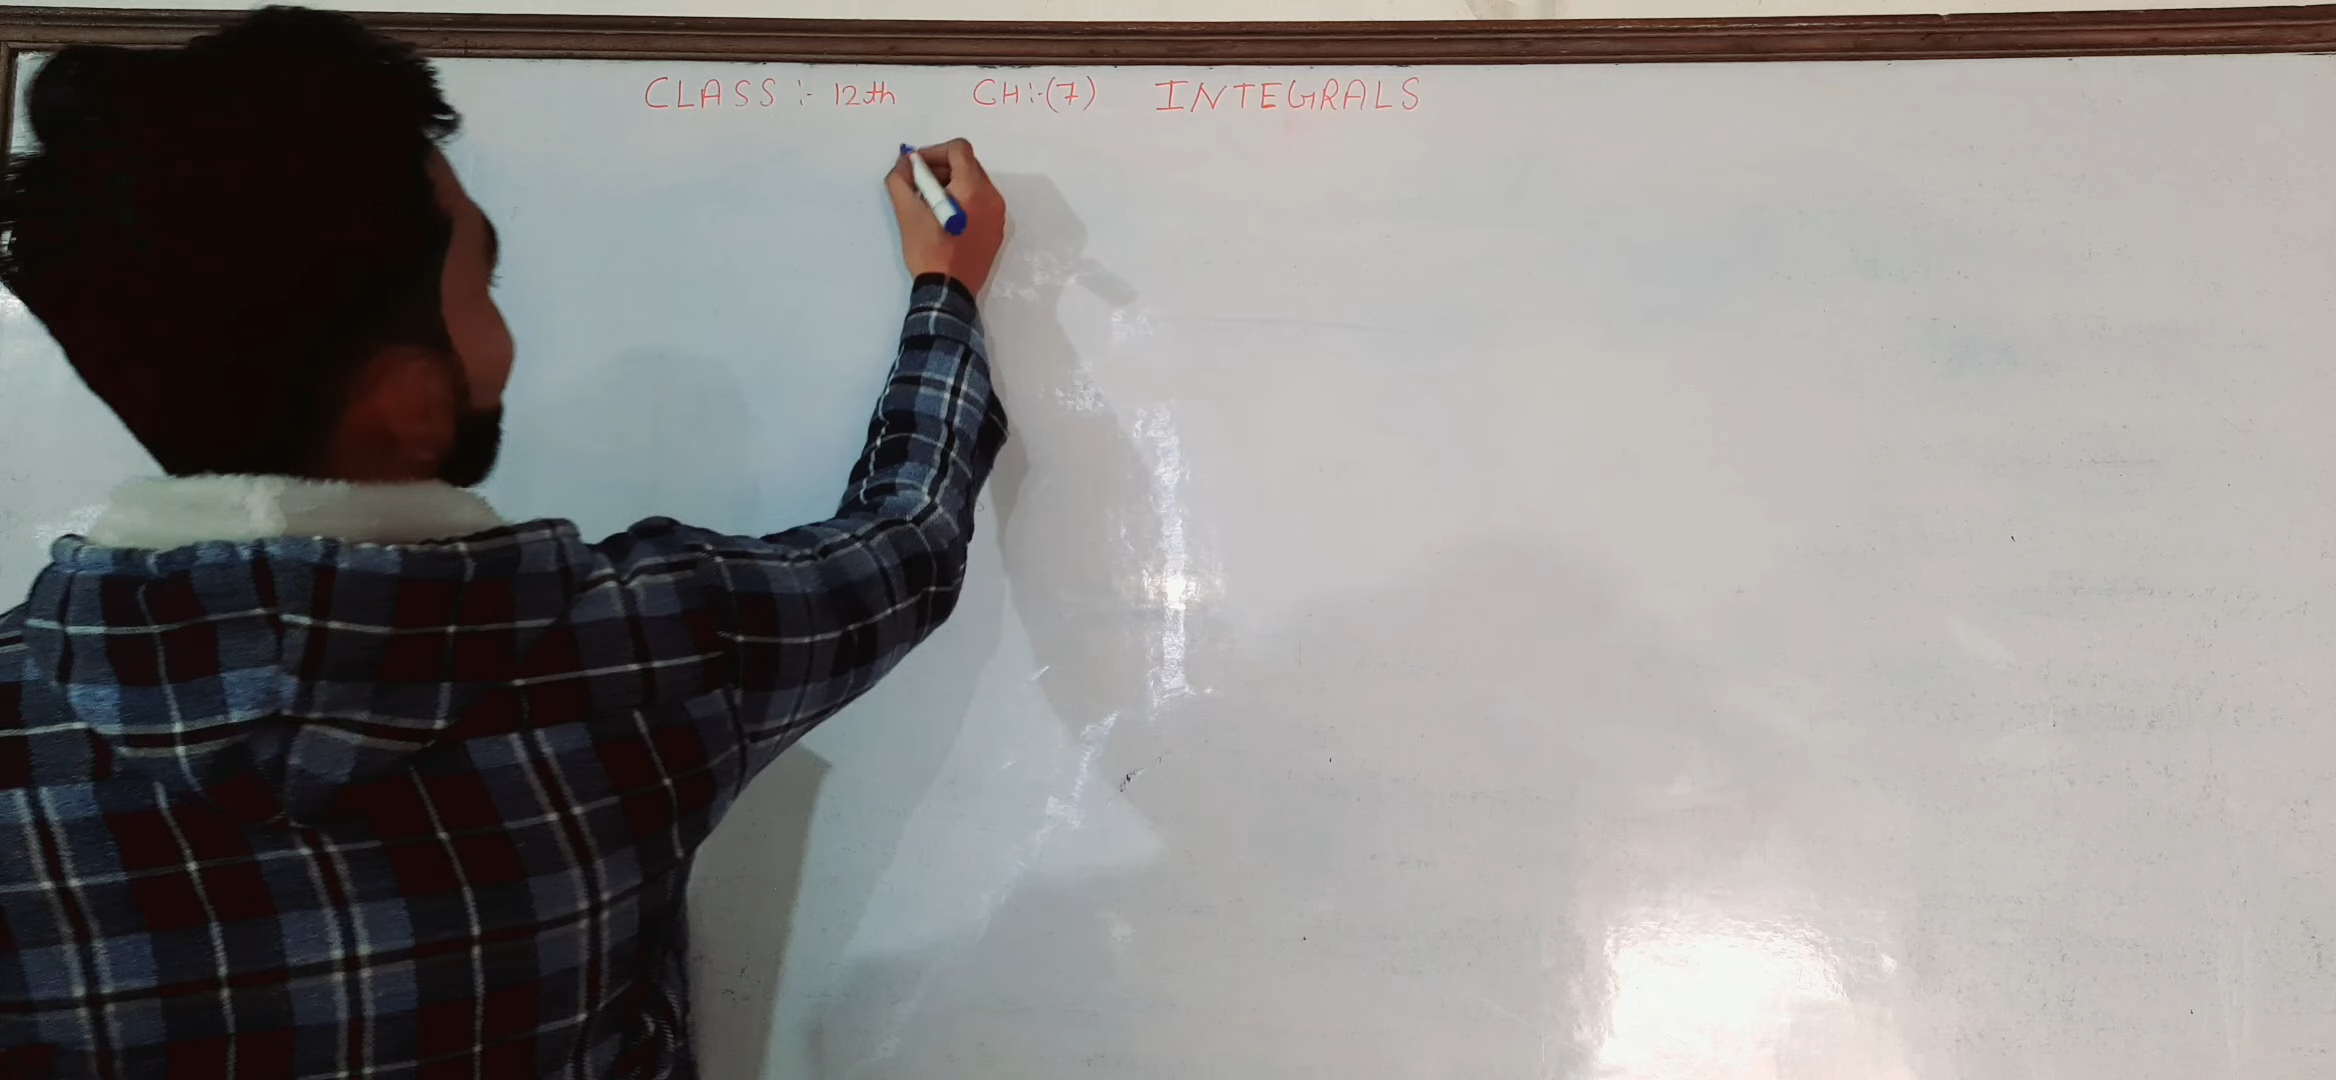 CLASS :- 12th CH:-(7) INTEGRALS